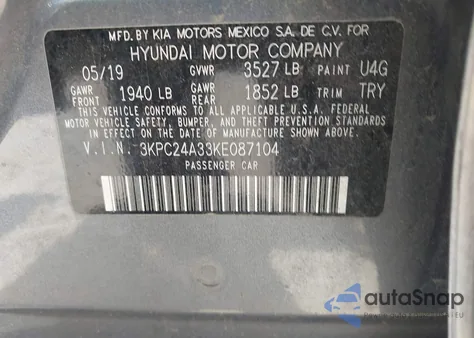 MFD. BY KIA MOTORS MEXICO S.A. DE C.V. FOR
HYUNDAI MOTOR COMPANY
05/19 GVWR 3527 LB PAINT U4G
GAWR FRONT 1940 LB GAWR REAR 1852 LB TRIM TRY
THIS VEHICLE CONFORMS TO ALL APPLICABLE U.S.A. FEDERAL
MOTOR VEHICLE SAFETY, BUMPER, AND THEFT PREVENTION STANDARDS
IN EFFECT ON THE DATE OF MANUFACTURE SHOWN ABOVE.
V.I.N. 3KPC24A33KE087104
PASSENGER CAR
autoSnap